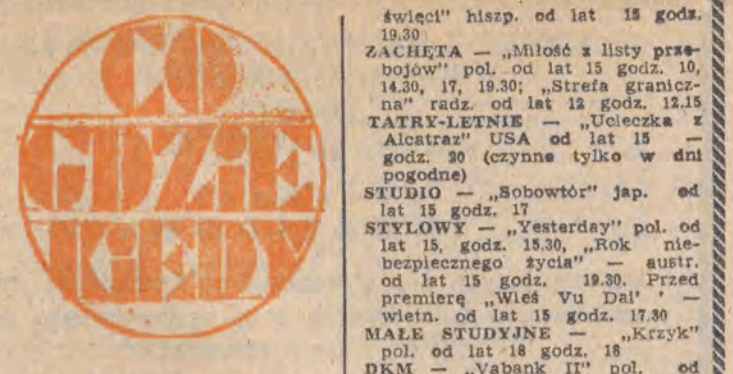 CO
GDZiE
KiEDY
święci" hiszp. od lat 15 godz.
19.30
ZACHĘTA — „Miłość z listy prze-
bojów" pol. od lat 15 godz. 10,
14.30, 17, 19.30; „Strefa granicz-
na" radz. od lat 12 godz. 12.15
TATRY-LETNIE — „Ucieczka z
Alcatraz" USA od lat 15 —
godz. 20 (czynne tylko w dni
pogodne)
STUDIO — „Sobowtór" jap. od
lat 15 godz. 17
STYLOWY — „Yesterday" pol. od
lat 15, godz. 15.30, „Rok nie-
bezpiecznego życia" — austr.
od lat 15 godz. 19.30. Przed
premierę „Wieś Vu Dai' ' —
wietn. od lat 15 godz. 17.30
MAŁE STUDYJNE — „Krzyk"
pol. od lat 18 godz. 18
DKM — „Vabank II" pol. od